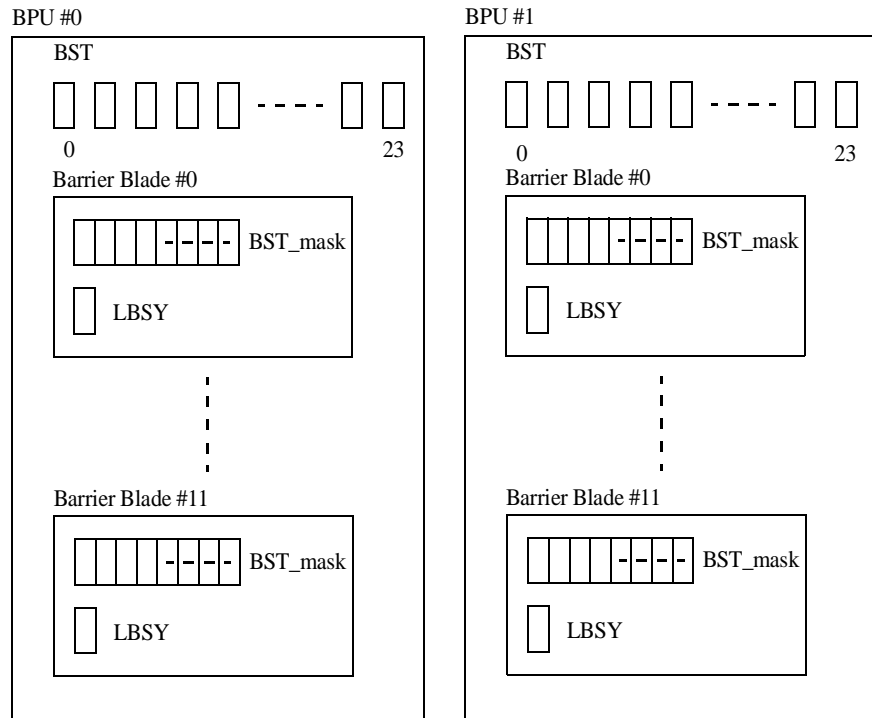 BPU #0
BST
0 23
Barrier Blade #0
BST_mask
LBSY
Barrier Blade #11
BST_mask
LBSY
BPU #1
BST
0 23
Barrier Blade #0
BST_mask
LBSY
Barrier Blade #11
BST_mask
LBSY